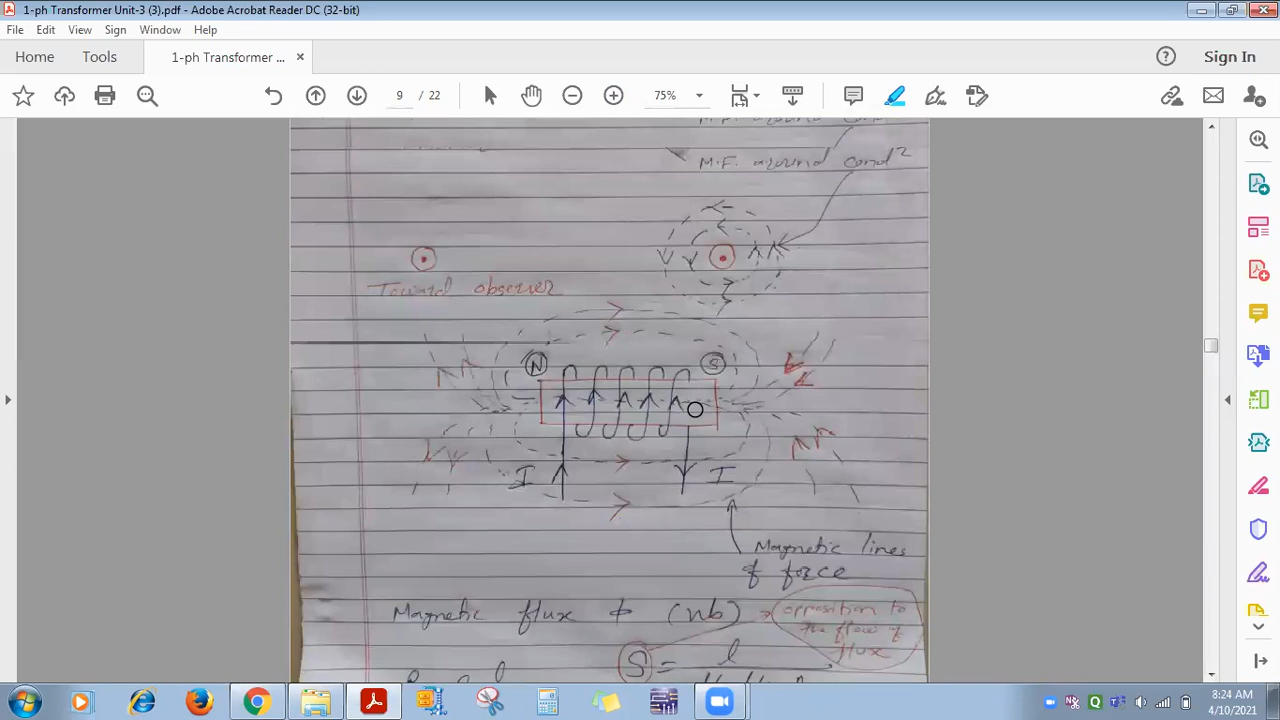 1-ph Transformer Unit-3 (3).pdf - Adobe Acrobat Reader DC (32-bit)
File Edit View Sign Window Help
Home Tools 1-ph Transformer ... × Sign In
9 / 22 75%
M.F. around cond
M.F. around cond²
Toward observer
N S
I I
Magnetic lines
of force
Magnetic flux ϕ (wb) → opposition to
the flow of
flux
S = l
8:24 AM
4/10/2021